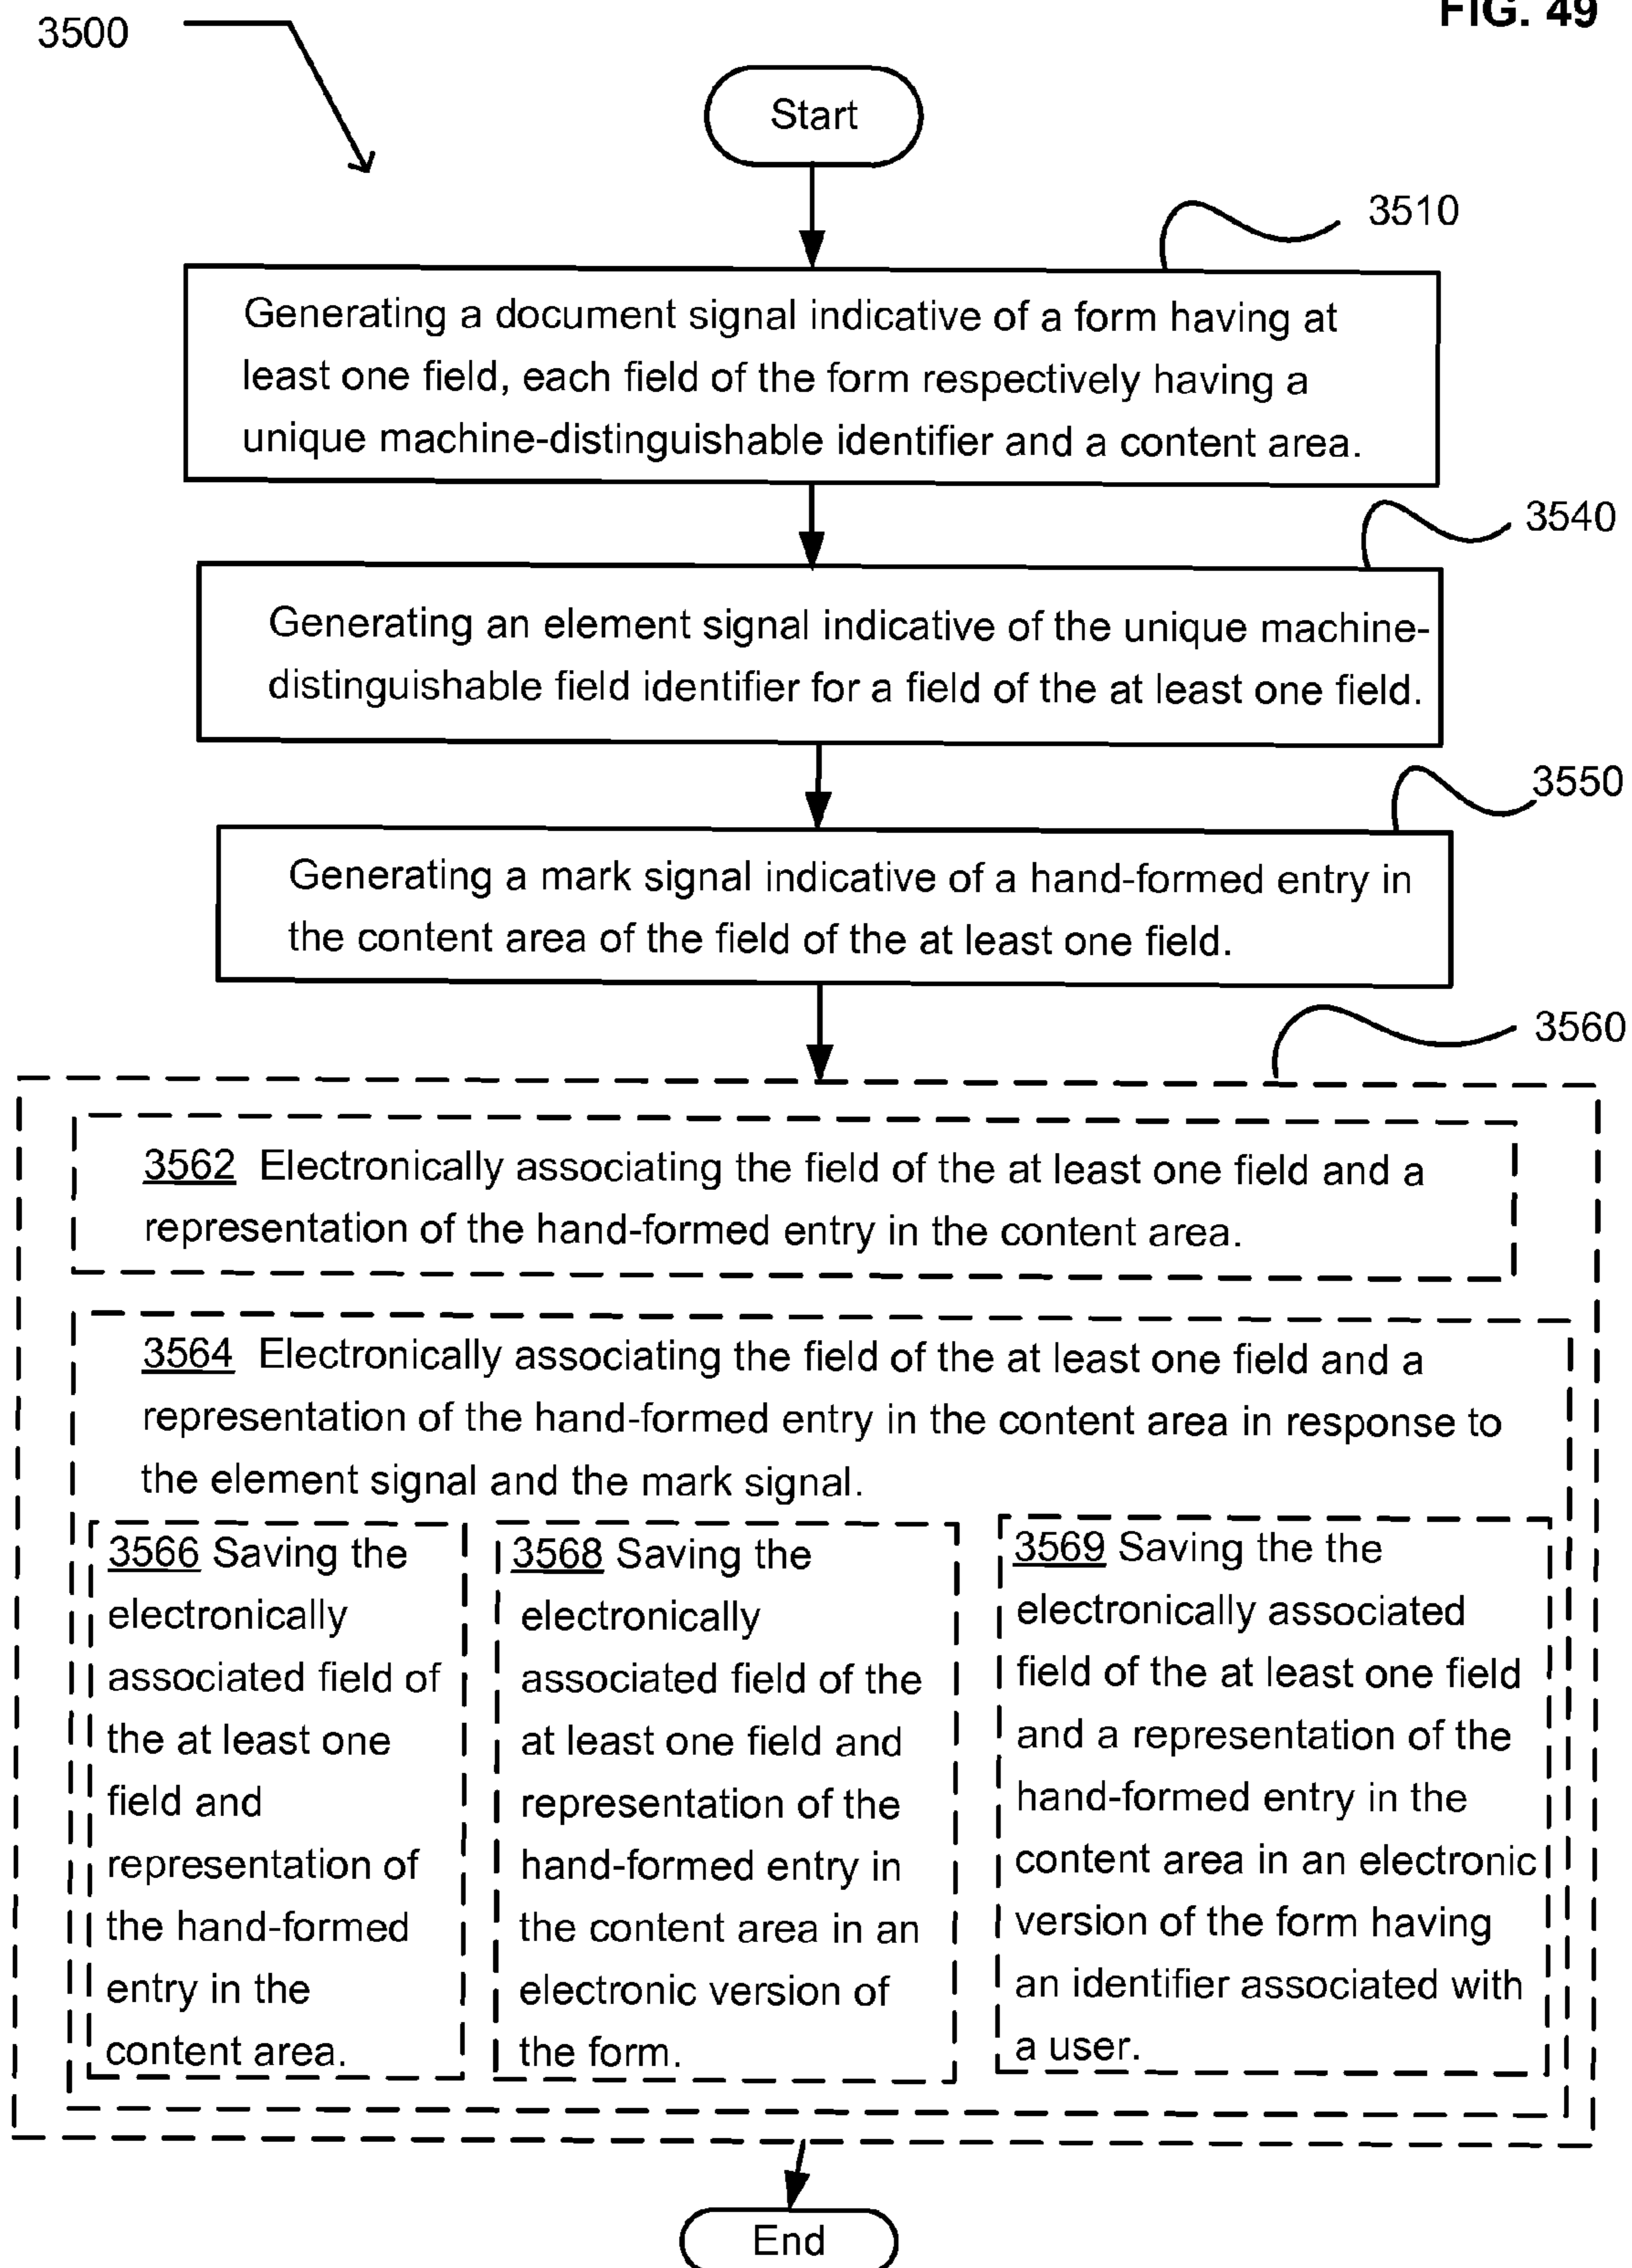 FIG. 49
3500
Start
3510
Generating a document signal indicative of a form having at
least one field, each field of the form respectively having a
unique machine-distinguishable identifier and a content area.
3540
Generating an element signal indicative of the unique machine-
distinguishable field identifier for a field of the at least one field.
3550
Generating a mark signal indicative of a hand-formed entry in
the content area of the field of the at least one field.
3560
3562 Electronically associating the field of the at least one field and a
representation of the hand-formed entry in the content area.
3564 Electronically associating the field of the at least one field and a
representation of the hand-formed entry in the content area in response to
the element signal and the mark signal.
3566 Saving the
electronically
associated field of
the at least one
field and
representation of
the hand-formed
entry in the
content area.
3568 Saving the
electronically
associated field of the
at least one field and
representation of the
hand-formed entry in
the content area in an
electronic version of
the form.
3569 Saving the the
electronically associated
field of the at least one field
and a representation of the
hand-formed entry in the
content area in an electronic
version of the form having
an identifier associated with
a user.
End